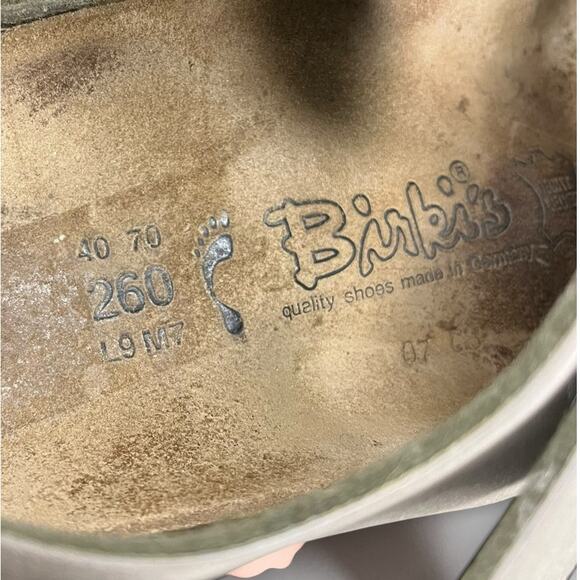 40 70
260
L9 M7
Birki's®
quality shoes made in Germany
07